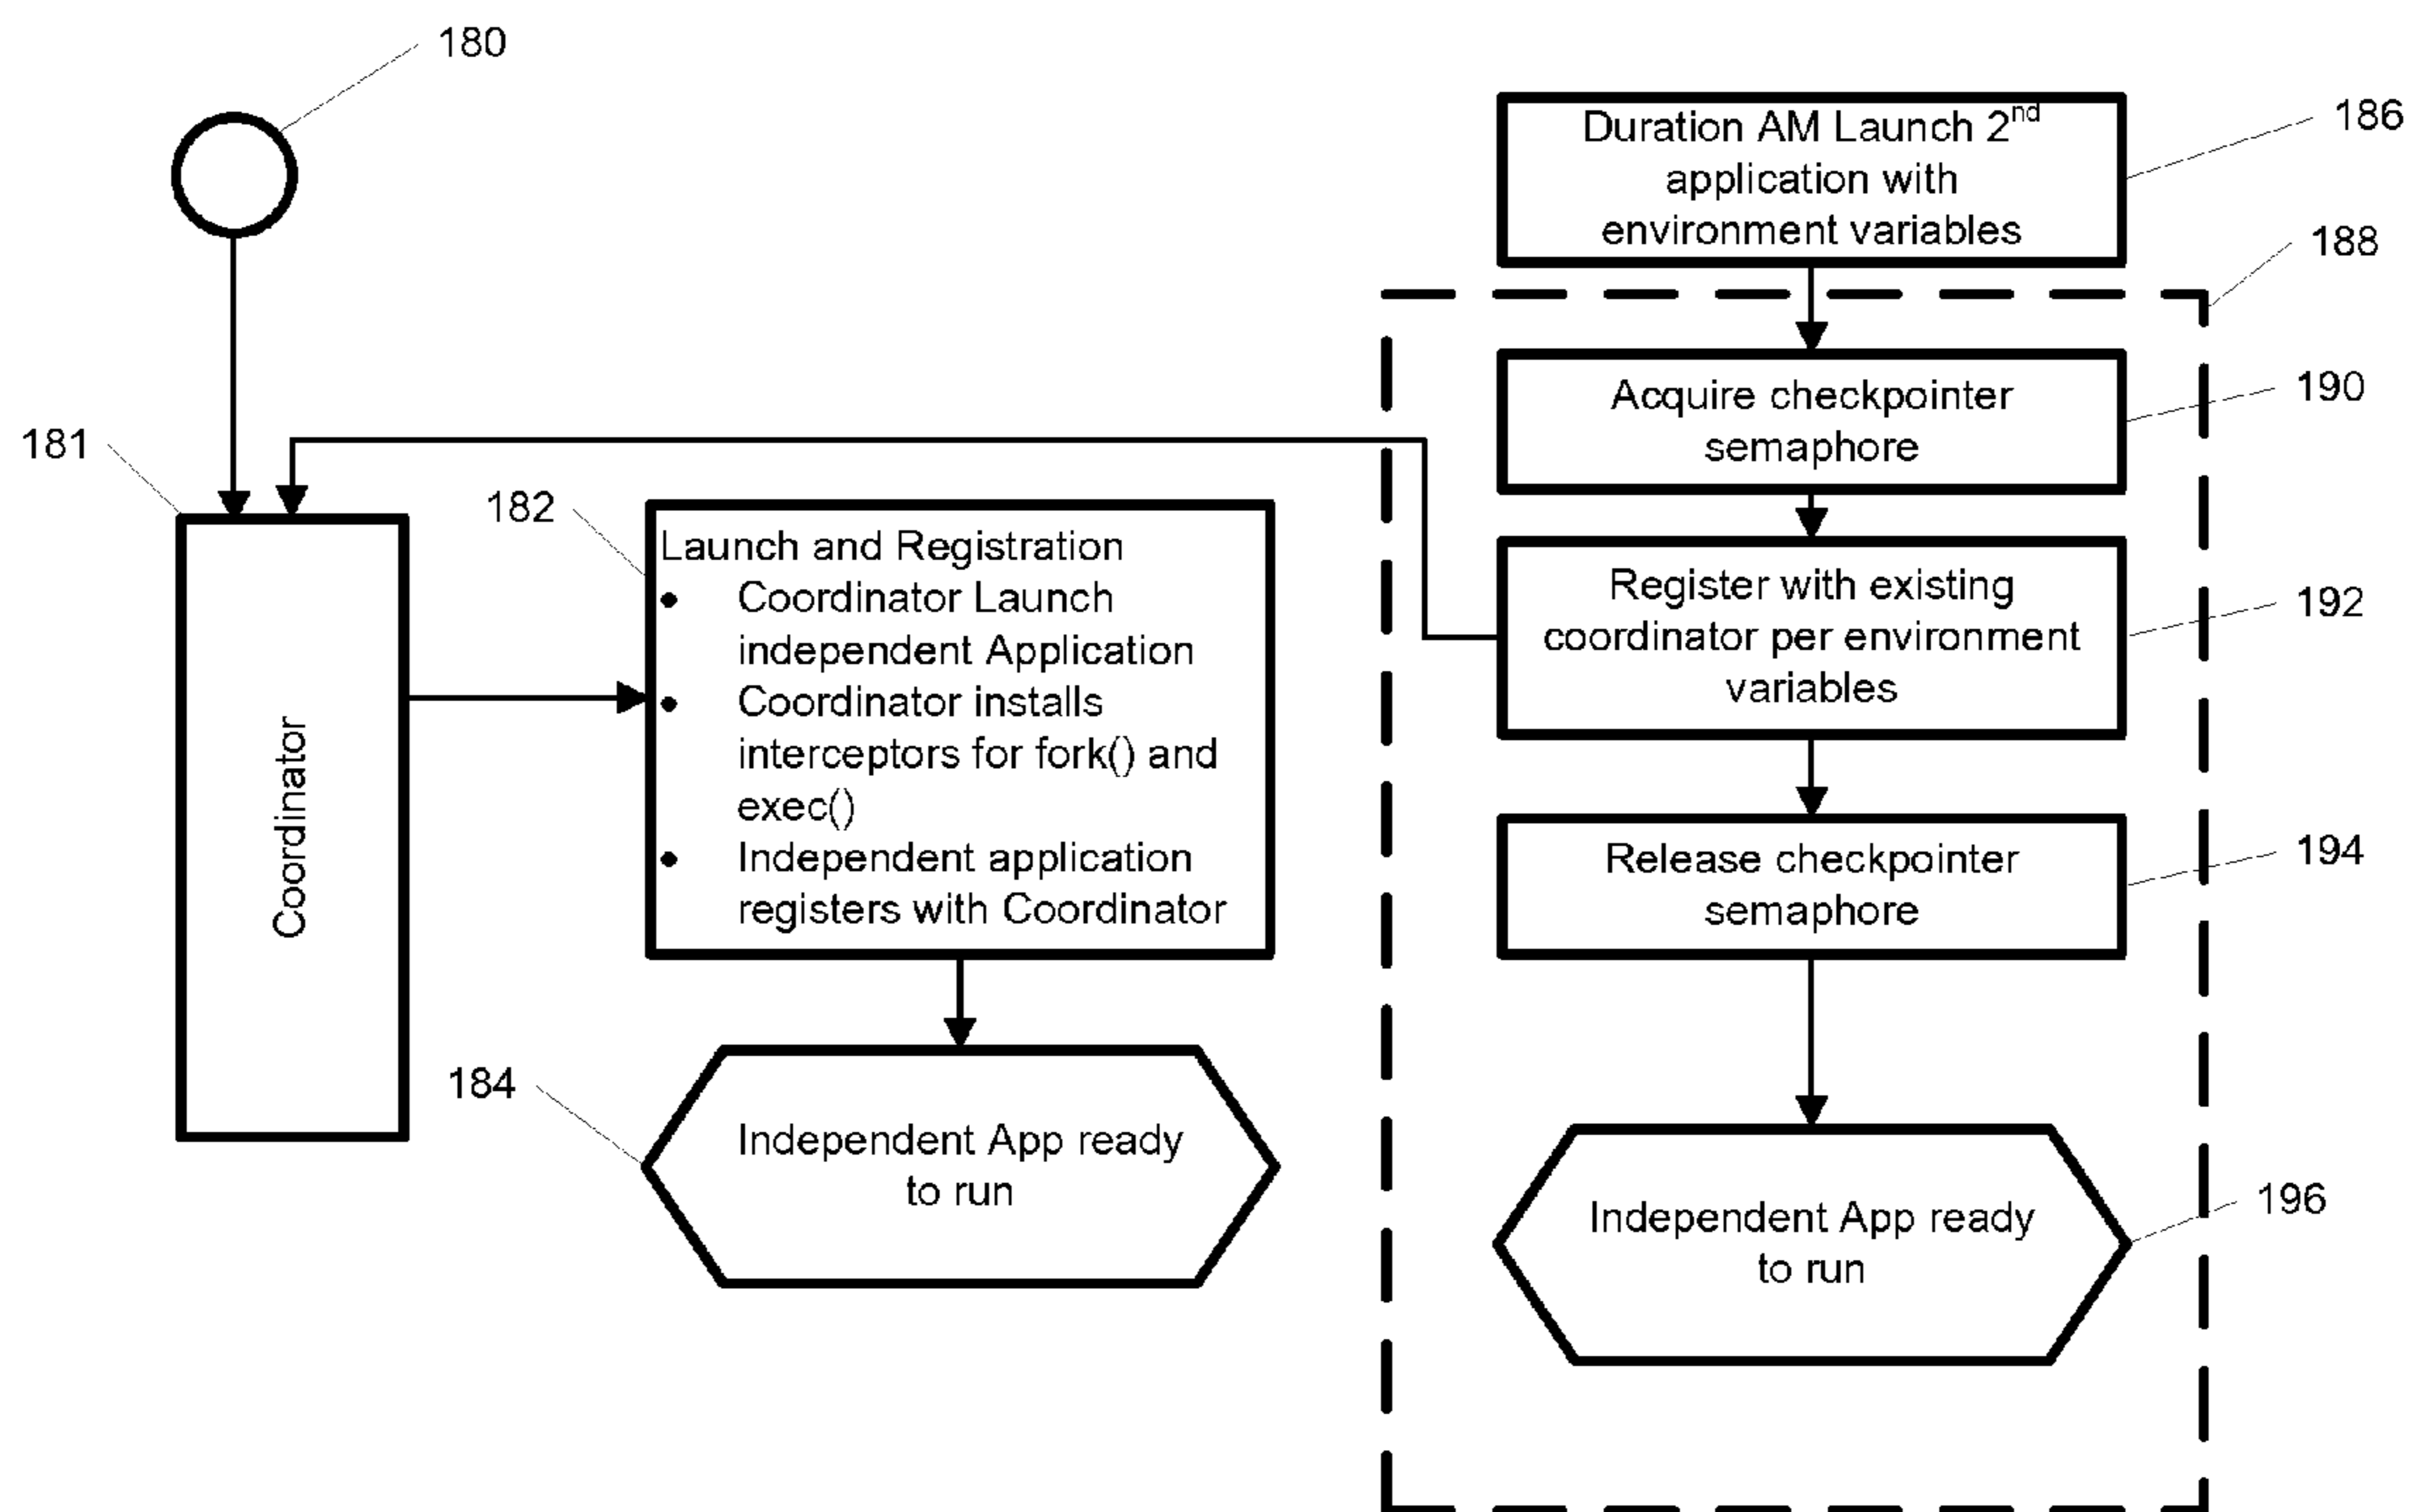 180
181
Coordinator
182
Launch and Registration
• Coordinator Launch
independent Application
• Coordinator installs
interceptors for fork() and
exec()
• Independent application
registers with Coordinator
184
Independent App ready
to run
Duration AM Launch 2nd
application with
environment variables
186
188
Acquire checkpointer
semaphore
190
Register with existing
coordinator per environment
variables
192
Release checkpointer
semaphore
194
Independent App ready
to run
196